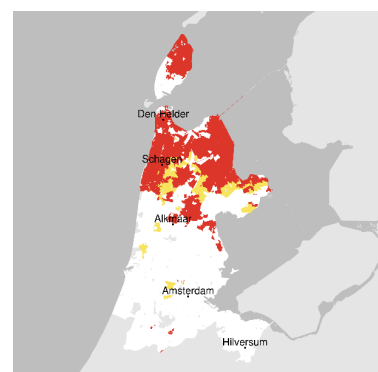 Den Helder
Schagen
Alkmaar
Amsterdam
Hilversum